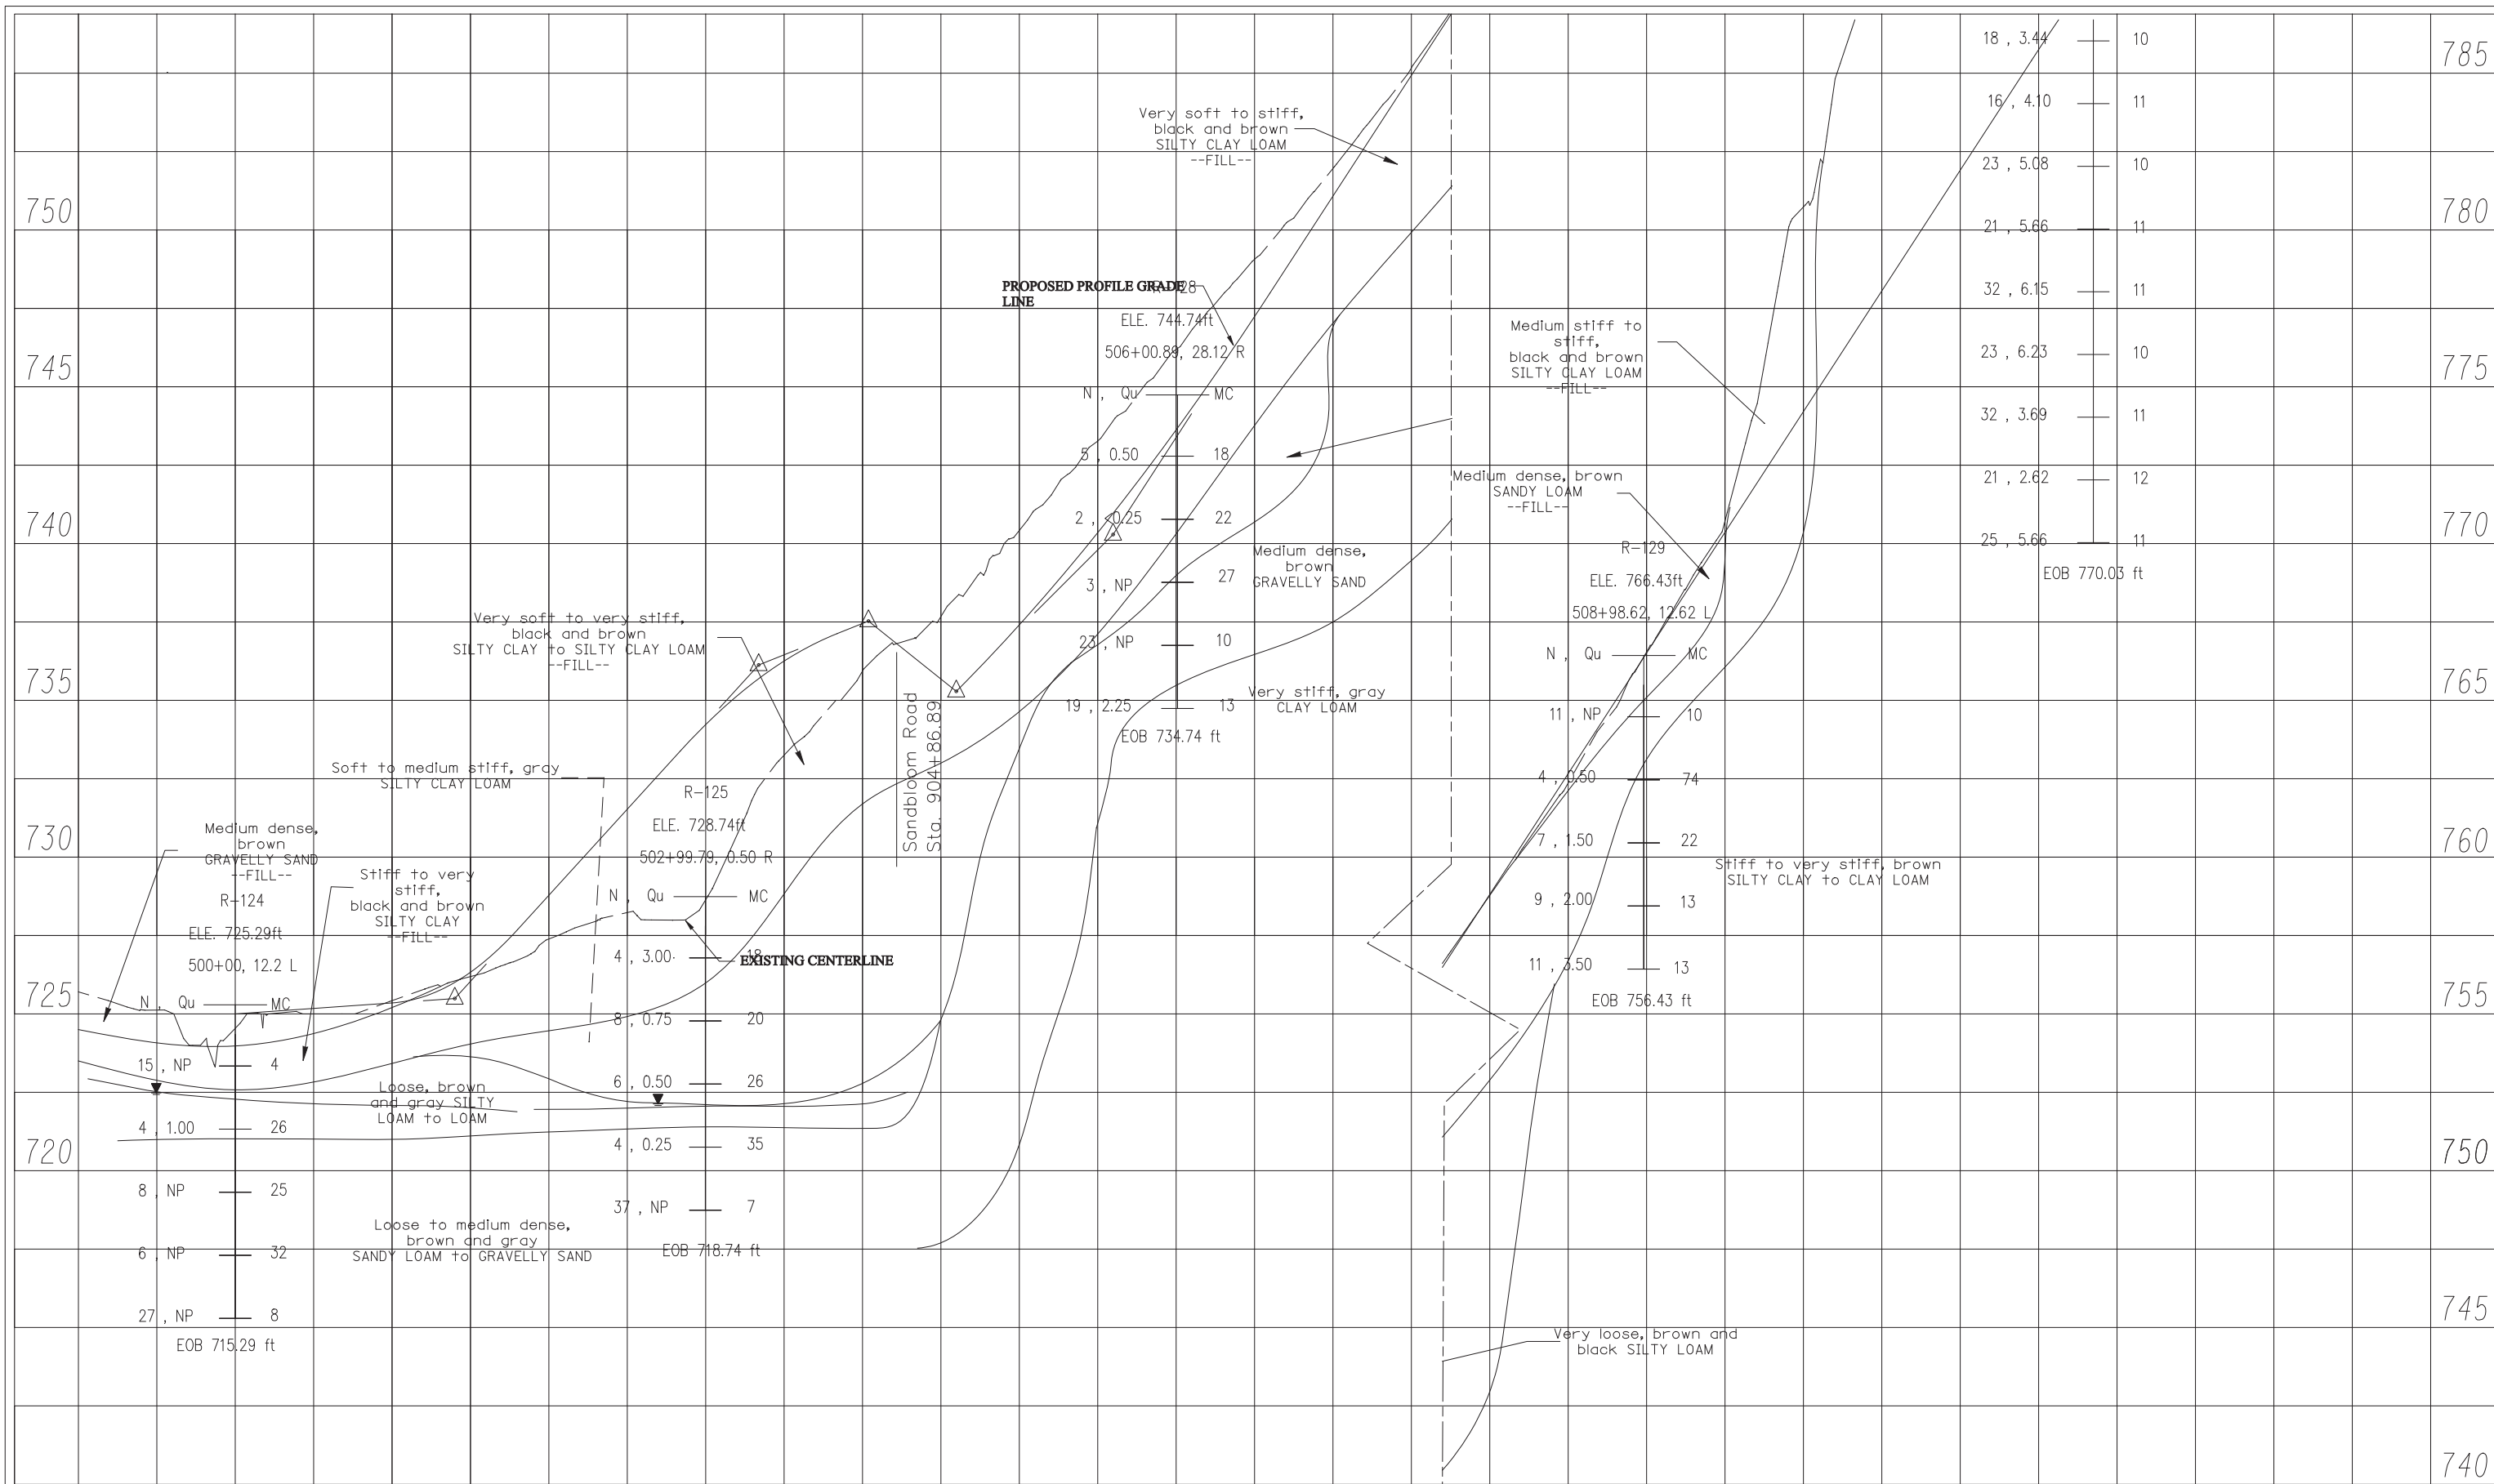 750
745
740
735
730
725
720
Medium dense,
brown
GRAVELLY SAND
--FILL--
R-124
ELE. 725.29ft
500+00, 12.2 L
N , Qu MC
15 , NP 4
4 , 1.00 26
8 , NP 25
6 , NP 32
27 , NP 8
EOB 715.29 ft
Stiff to very
stiff,
black and brown
SILTY CLAY
--FILL--
Soft to medium stiff, gray
SILTY CLAY LOAM
Loose, brown
and gray SILTY
LOAM to LOAM
Loose to medium dense,
brown and gray
SANDY LOAM to GRAVELLY SAND
Very soft to very stiff,
black and brown
SILTY CLAY to SILTY CLAY LOAM
--FILL--
R-125
ELE. 728.74ft
502+99.79, 0.50 R
N , Qu MC
4 , 3.00 18
8 , 0.75 20
6 , 0.50 26
4 , 0.25 35
37 , NP 7
EOB 718.74 ft
EXISTING CENTERLINE
Sandbloom Road
Sta. 904+86.89
PROPOSED PROFILE GRADE
LINE
R-128
ELE. 744.74ft
506+00.89, 28.12 R
N , Qu MC
5 , 0.50 18
2 , <0.25 22
3 , NP 27
23 , NP 10
19 , 2.25 13
EOB 734.74 ft
Very soft to stiff,
black and brown
SILTY CLAY LOAM
--FILL--
Medium dense,
brown
GRAVELLY SAND
Very stiff, gray
CLAY LOAM
Medium stiff to
stiff,
black and brown
SILTY CLAY LOAM
--FILL--
Medium dense, brown
SANDY LOAM
--FILL--
R-129
ELE. 766.43ft
508+98.62, 12.62 L
N , Qu MC
11 , NP 10
4 , 0.50 74
7 , 1.50 22
9 , 2.00 13
11 , 3.50 13
EOB 756.43 ft
Stiff to very stiff, brown
SILTY CLAY to CLAY LOAM
Very loose, brown and
black SILTY LOAM
18 , 3.44 10
16 , 4.10 11
23 , 5.08 10
21 , 5.66 11
32 , 6.15 11
23 , 6.23 10
32 , 3.69 11
21 , 2.62 12
25 , 5.66 11
EOB 770.03 ft
785
780
775
770
765
760
755
750
745
740